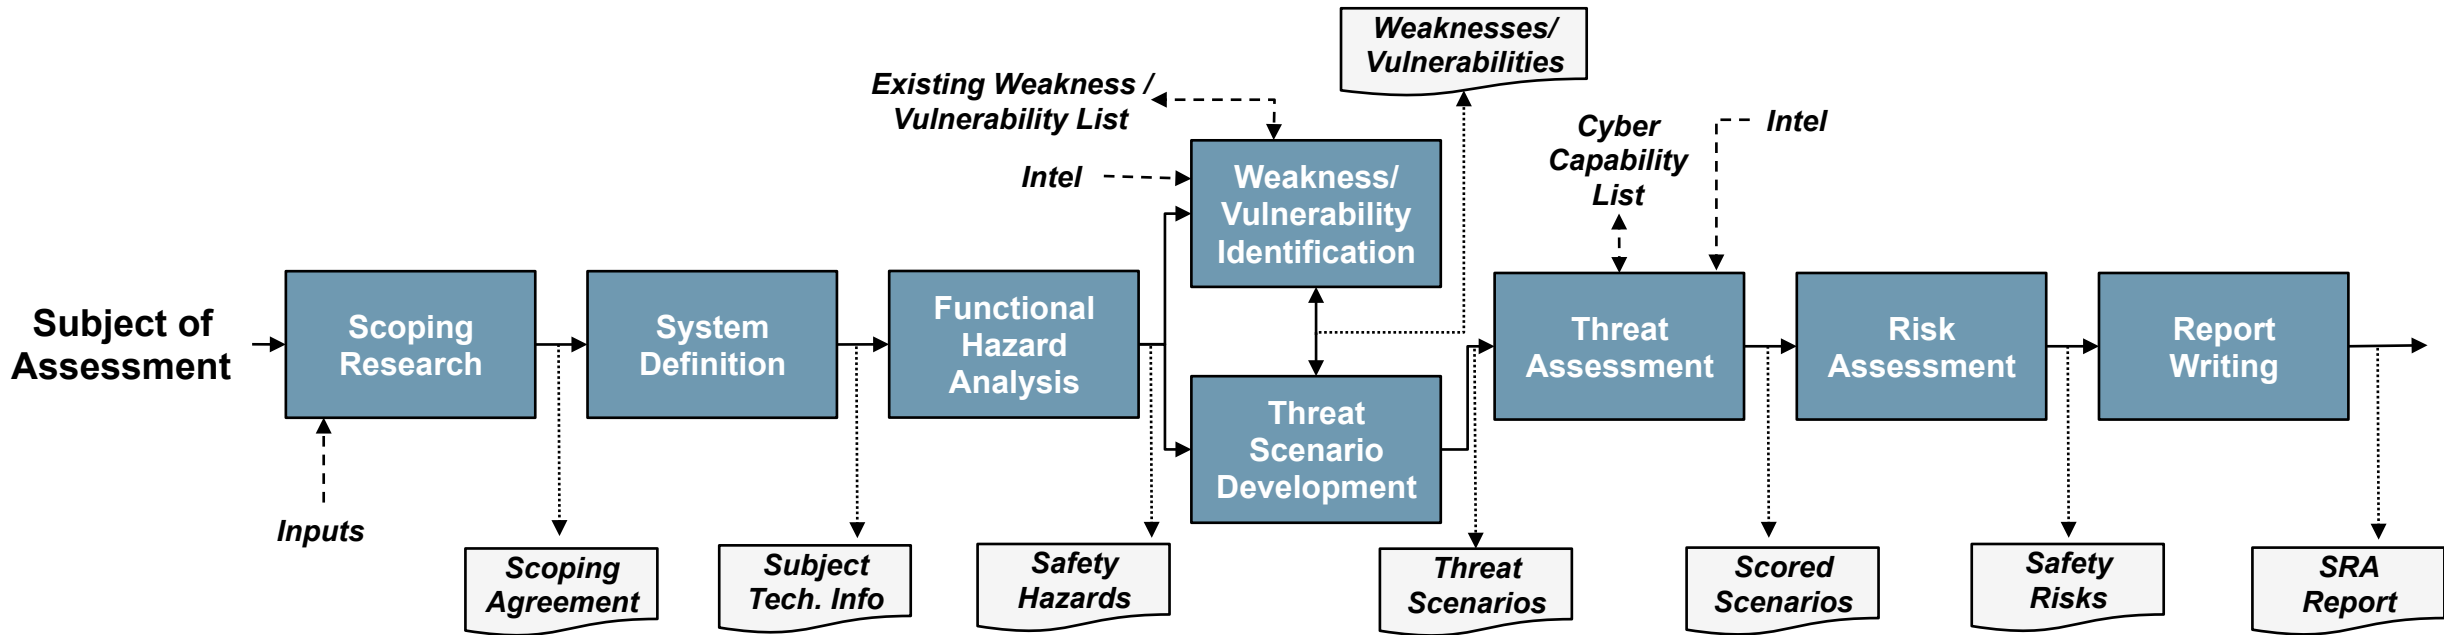 Weaknesses/
Vulnerabilities
Existing Weakness /
Vulnerability List
Intel
Weakness/
Vulnerability
Identification
Cyber
Capability
List
Intel
Subject of
Assessment
Scoping
Research
System
Definition
Functional
Hazard
Analysis
Threat
Scenario
Development
Threat
Assessment
Risk
Assessment
Report
Writing
Inputs
Scoping
Agreement
Subject
Tech. Info
Safety
Hazards
Threat
Scenarios
Scored
Scenarios
Safety
Risks
SRA
Report